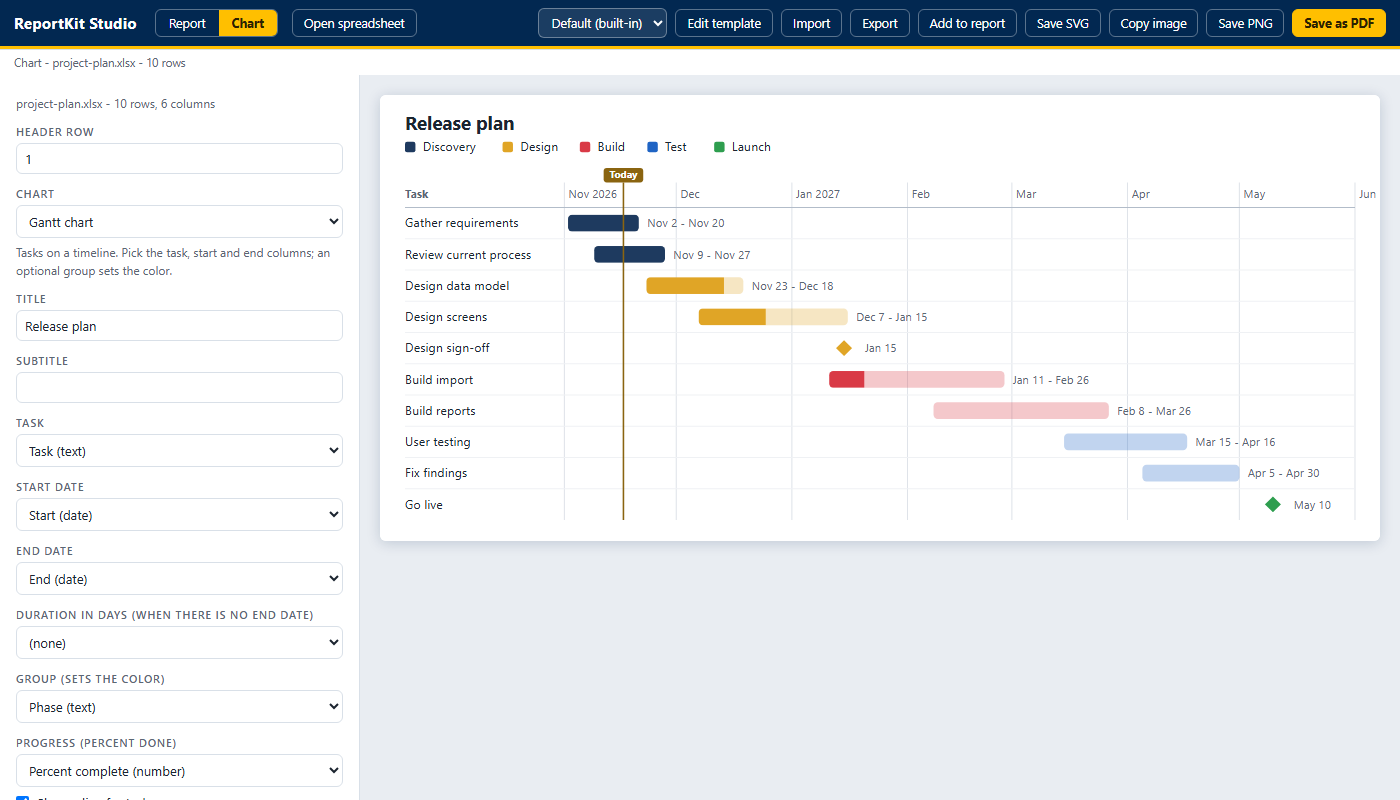 ReportKit Studio Report Chart Open spreadsheet Default (built-in) Edit template Import Export Add to report Save SVG Copy image Save PNG Save as PDF
Chart - project-plan.xlsx - 10 rows
project-plan.xlsx - 10 rows, 6 columns
HEADER ROW
1
CHART
Gantt chart
Tasks on a timeline. Pick the task, start and end columns; an
optional group sets the color.
TITLE
Release plan
SUBTITLE
TASK
Task (text)
START DATE
Start (date)
END DATE
End (date)
DURATION IN DAYS (WHEN THERE IS NO END DATE)
(none)
GROUP (SETS THE COLOR)
Phase (text)
PROGRESS (PERCENT DONE)
Percent complete (number)
Release plan
Discovery Design Build Test Launch
Today
Task Nov 2026 Dec Jan 2027 Feb Mar Apr May Jun
Gather requirements Nov 2 - Nov 20
Review current process Nov 9 - Nov 27
Design data model Nov 23 - Dec 18
Design screens Dec 7 - Jan 15
Design sign-off Jan 15
Build import Jan 11 - Feb 26
Build reports Feb 8 - Mar 26
User testing Mar 15 - Apr 16
Fix findings Apr 5 - Apr 30
Go live May 10